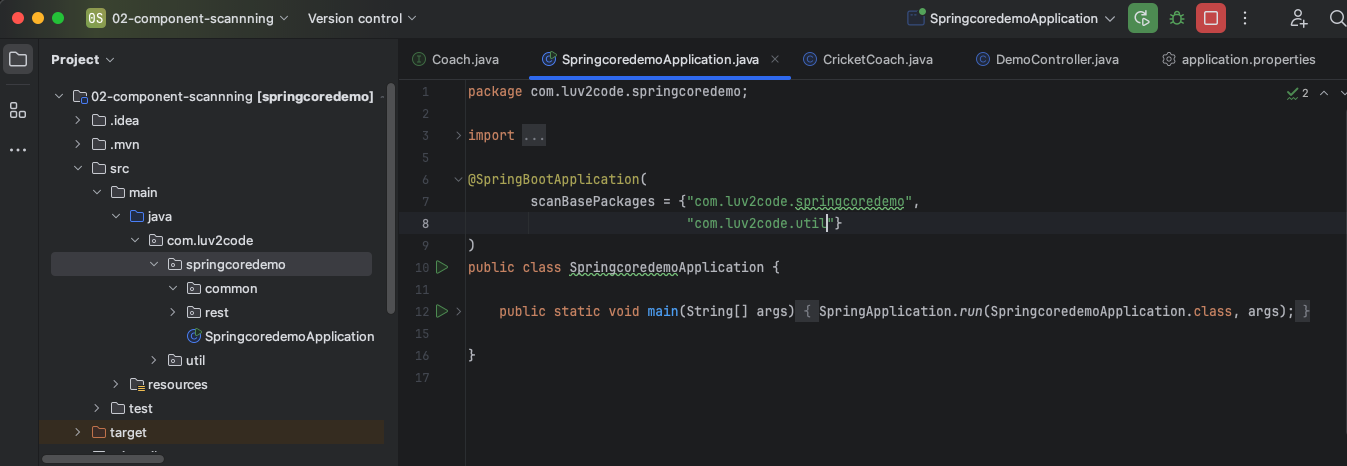 02-component-scannning
Version control
SpringcoredemoApplication
Project
02-component-scannning [springcoredemo]
.idea
.mvn
src
main
java
com.luv2code
springcoredemo
common
rest
SpringcoredemoApplication
util
resources
test
target
Coach.java
SpringcoredemoApplication.java
CricketCoach.java
DemoController.java
application.properties
2
1 package com.luv2code.springcoredemo;
2
3 import ...
5
6 @SpringBootApplication(
7 scanBasePackages = {"com.luv2code.springcoredemo",
8 "com.luv2code.util"}
9 )
10 public class SpringcoredemoApplication {
11
12 public static void main(String[] args) { SpringApplication.run(SpringcoredemoApplication.class, args); }
15
16 }
17